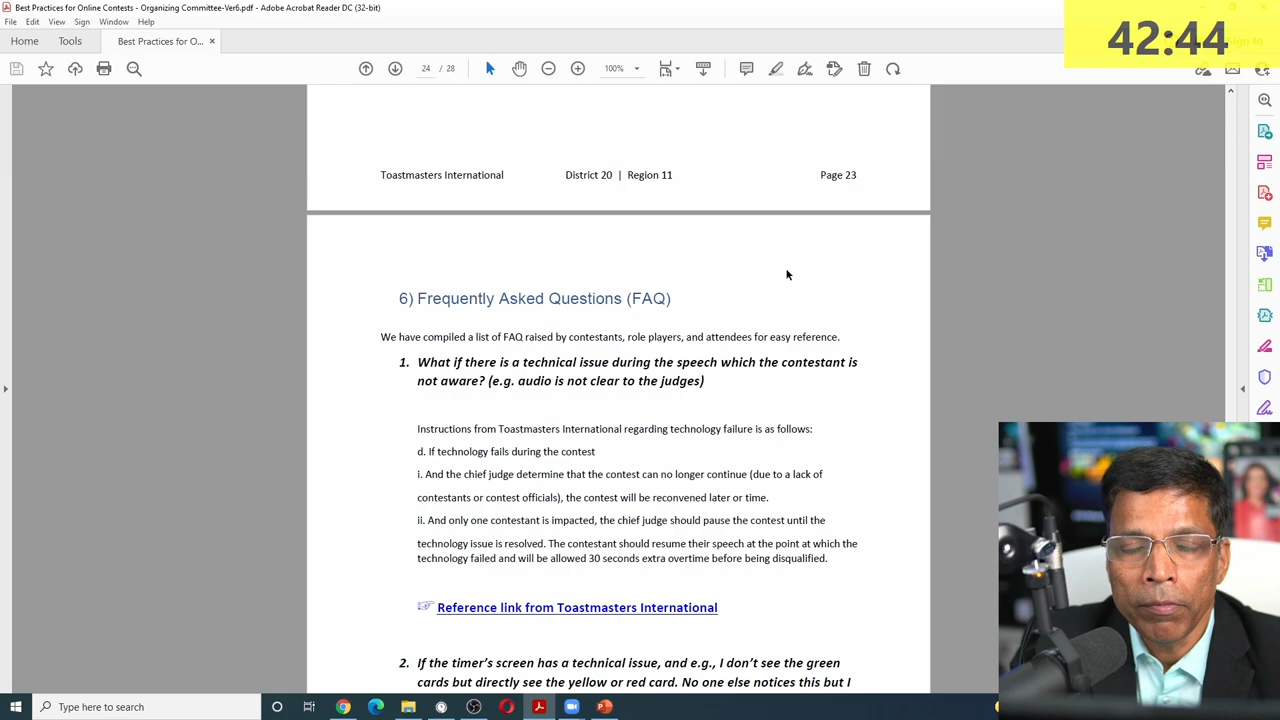 Best Practices for Online Contests - Organizing Committee-Ver6.pdf - Adobe Acrobat Reader DC (32-bit)
File Edit View Sign Window Help
Home Tools Best Practices for O... ×
Sign In
42:44
24 / 28 100%
Toastmasters International District 20 | Region 11 Page 23
6) Frequently Asked Questions (FAQ)
We have compiled a list of FAQ raised by contestants, role players, and attendees for easy reference.
1. What if there is a technical issue during the speech which the contestant is
not aware? (e.g. audio is not clear to the judges)
Instructions from Toastmasters International regarding technology failure is as follows:
d. If technology fails during the contest
i. And the chief judge determine that the contest can no longer continue (due to a lack of
contestants or contest officials), the contest will be reconvened later or time.
ii. And only one contestant is impacted, the chief judge should pause the contest until the
technology issue is resolved. The contestant should resume their speech at the point at which the
technology failed and will be allowed 30 seconds extra overtime before being disqualified.
☞ Reference link from Toastmasters International
2. If the timer's screen has a technical issue, and e.g., I don't see the green
cards but directly see the yellow or red card. No one else notices this but I
Type here to search